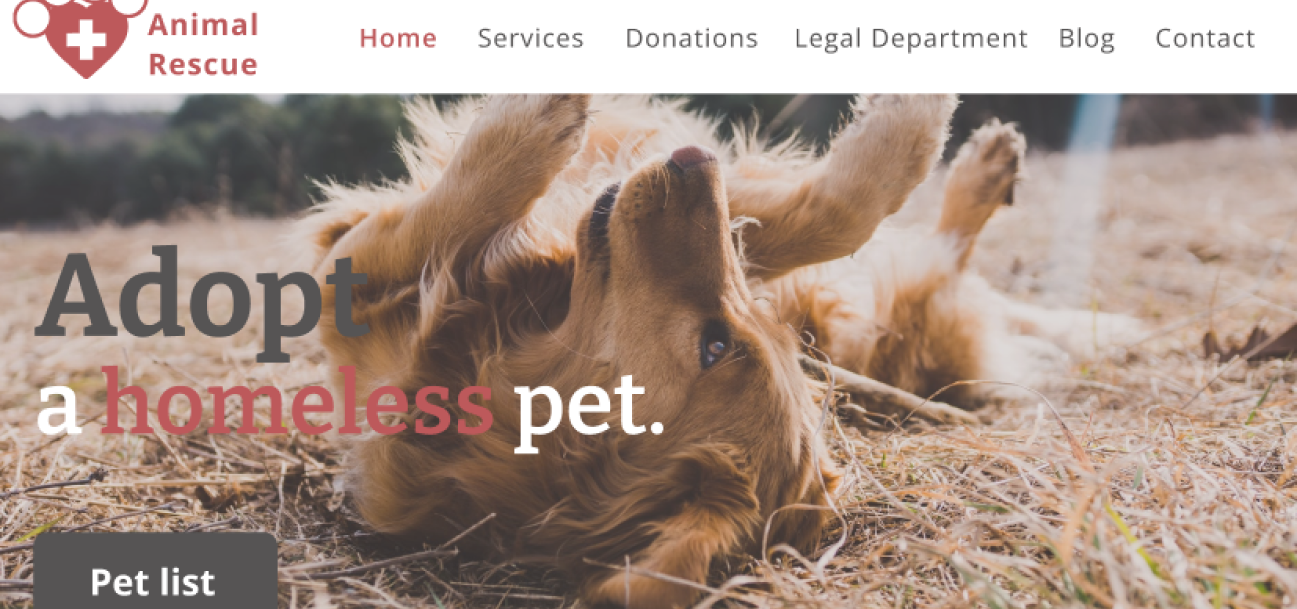 Animal
Rescue
Home Services Donations Legal Department Blog Contact
Adopt
a homeless pet.
Pet list